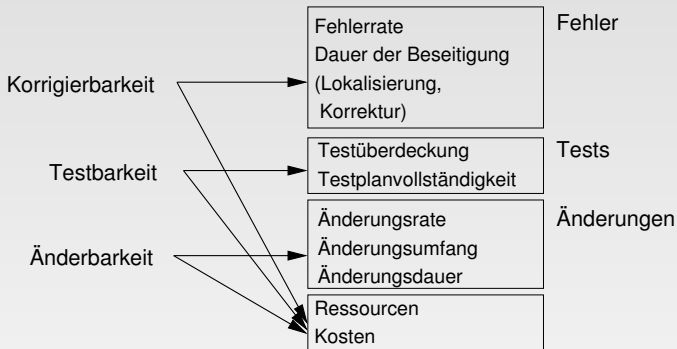 Korrigierbarkeit
Testbarkeit
Änderbarkeit
Fehlerrate
Dauer der Beseitigung
(Lokalisierung,
Korrektur)
Fehler
Testüberdeckung
Testplanvollständigkeit
Tests
Änderungsrate
Änderungsumfang
Änderungsdauer
Änderungen
Ressourcen
Kosten